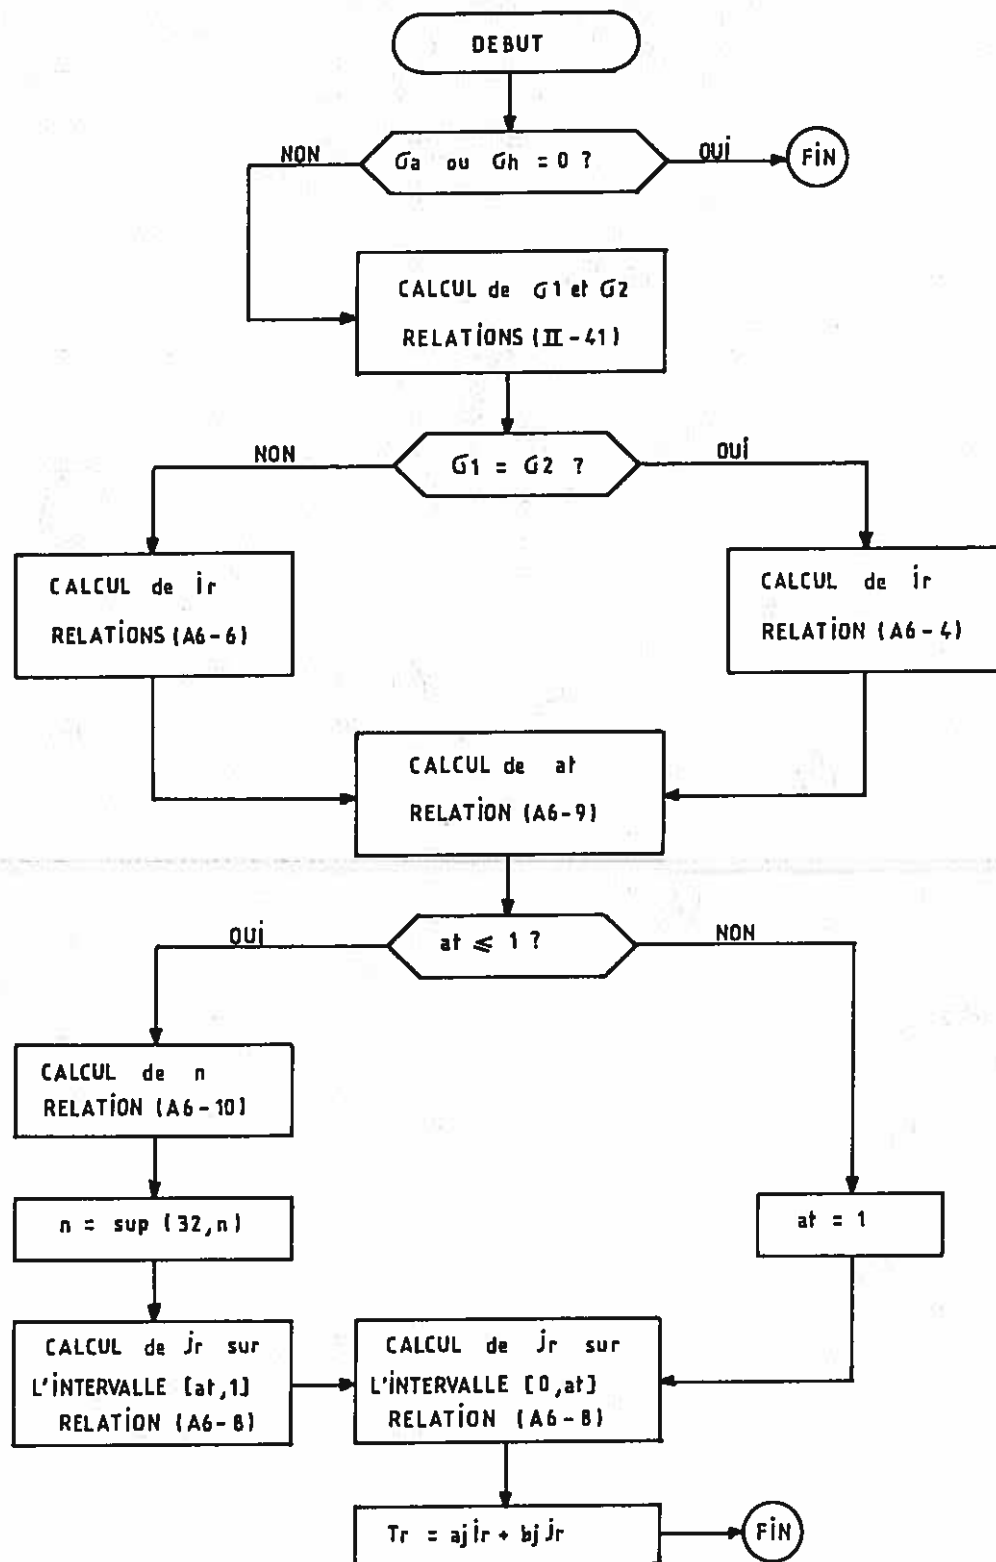 DEBUT
NON
σa ou σh = 0 ?
OUi
FiN
CALCUL de σ1 et σ2
RELATiONS (II-41)
NON
σ1 = σ2 ?
OUi
CALCUL de ir
RELATiONS (A6-6)
CALCUL de ir
RELATION (A6-4)
CALCUL de at
RELATION (A6-9)
OUi
at ⩽ 1 ?
NON
CALCUL de n
RELATION (A6-10)
n = sup (32,n)
at = 1
CALCUL de jr sur
L'iNTERVALLE [at,1]
RELATION (A6-8)
CALCUL de jr sur
L'iNTERVALLE [0,at]
RELATION (A6-8)
Tr = aj ir + bj jr
FiN